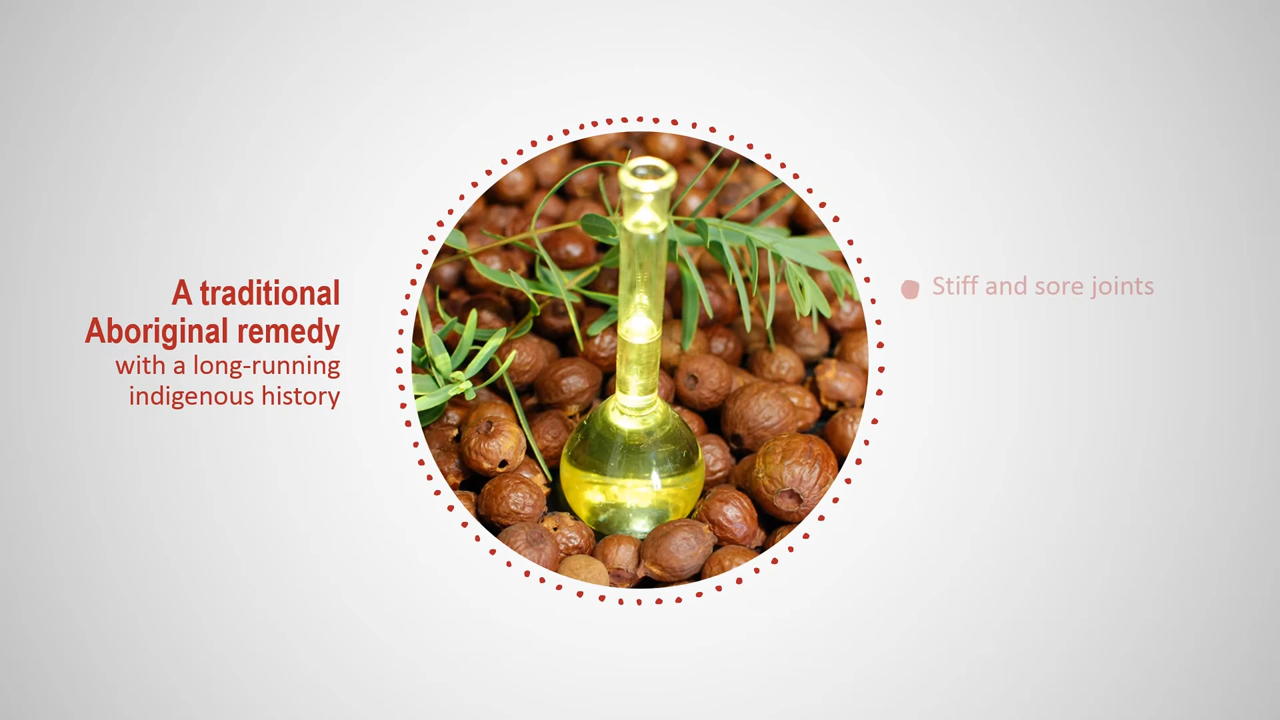 A traditional
Aboriginal remedy
with a long-running
indigenous history
Stiff and sore joints